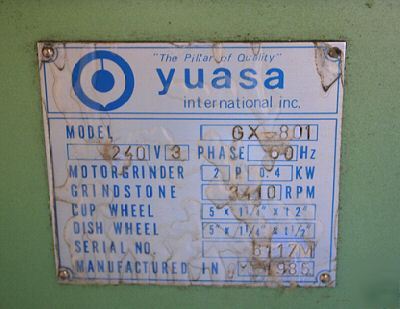 "The Pillar of Quality"
yuasa
international inc.
MODEL GX-801
240 V 3 PHASE 60 Hz
MOTORGRINDER 2 P 0.4 KW
GRINDSTONE 3410 RPM
CUP WHEEL 5" x 1¼" x t2"
DISH WHEEL 5" x 1¼" x t½"
SERIAL NO. 8117M
MANUFACTURED IN 1985